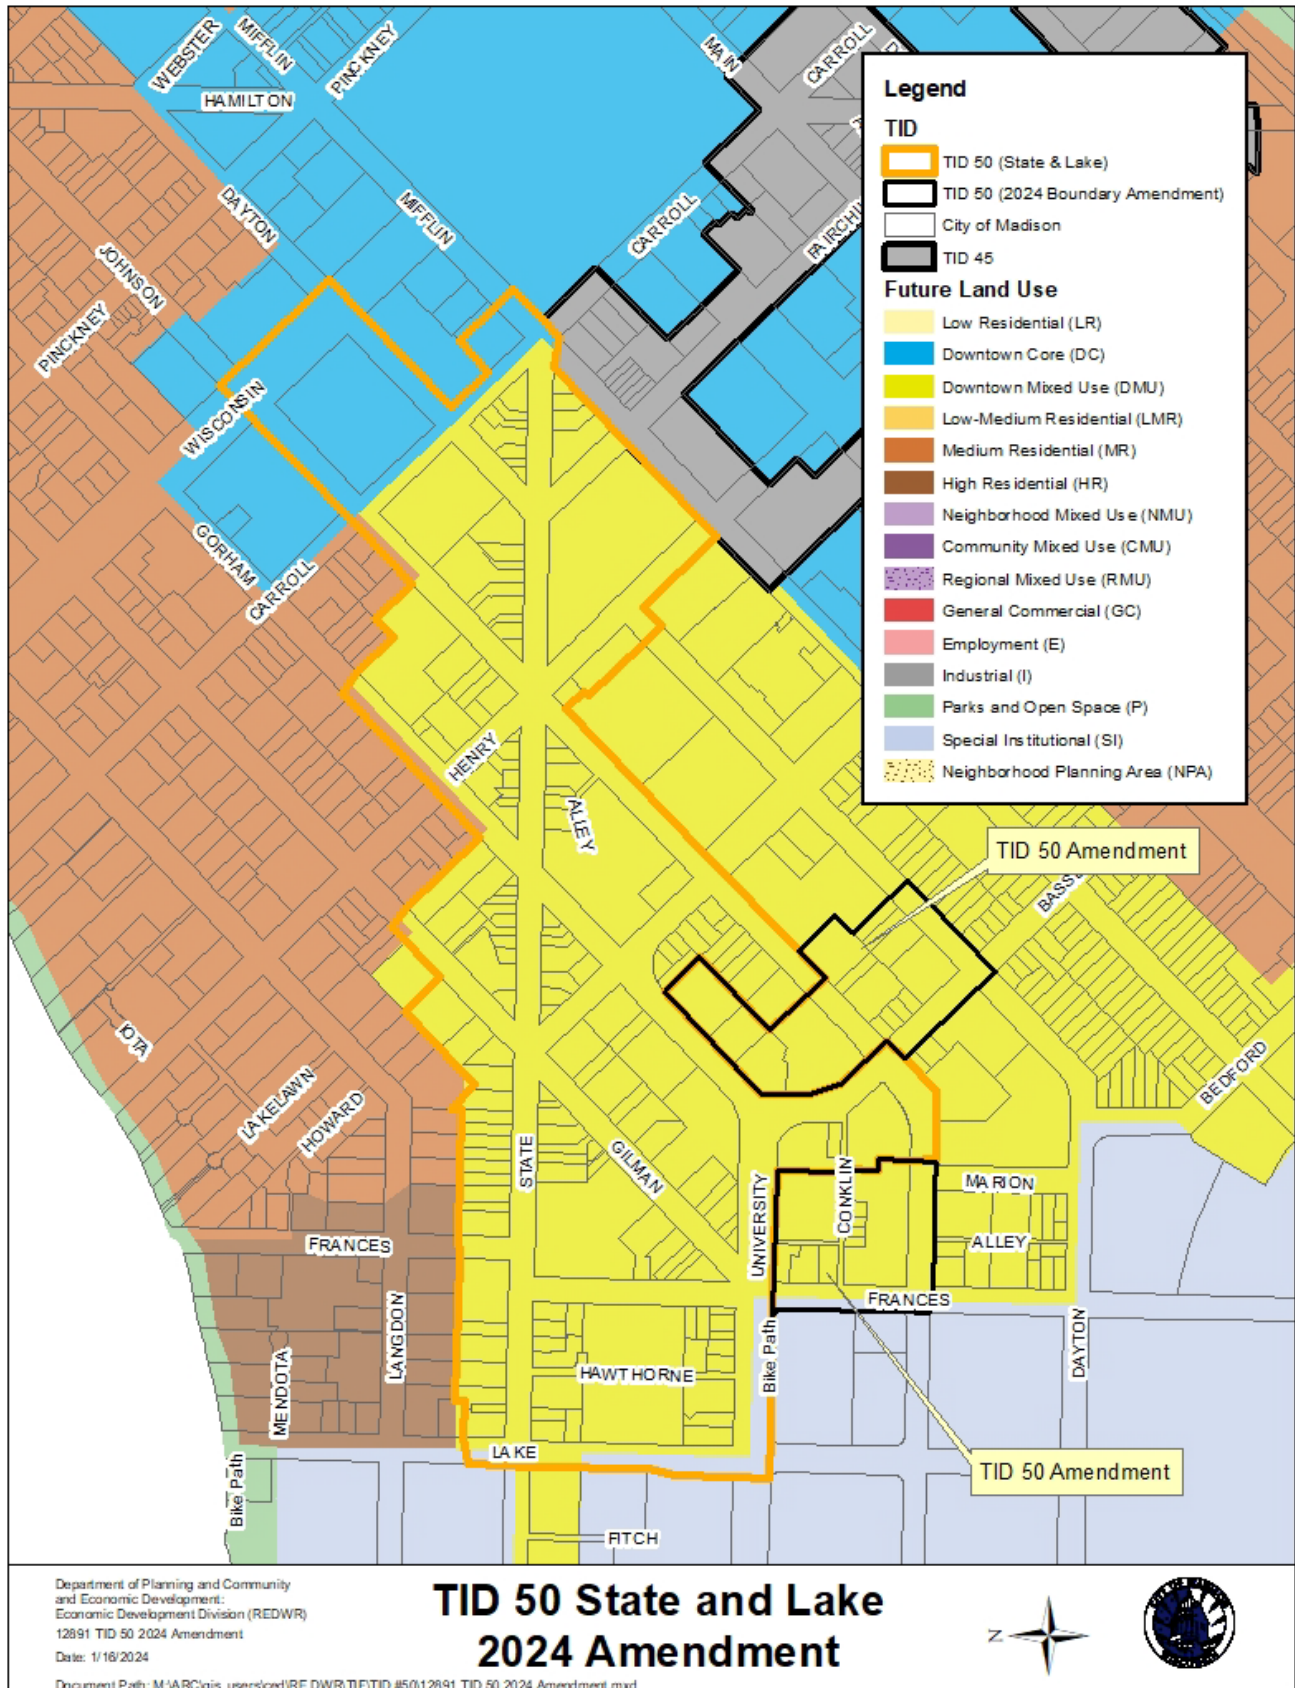 WEBSTER
MIFFLIN
PINCKNEY
HAMILTON
MAIN
CARROLL
DAYTON
MIFFLIN
CARROLL
JOHNSON
PINCKNEY
WISCONSIN
GORHAM
CARROLL
Legend
TID
TID 50 (State & Lake)
TID 50 (2024 Boundary Amendment)
City of Madison
TID 45
Future Land Use
Low Residential (LR)
Downtown Core (DC)
Downtown Mixed Use (DMU)
Low-Medium Residential (LMR)
Medium Residential (MR)
High Residential (HR)
Neighborhood Mixed Use (NMU)
Community Mixed Use (CMU)
Regional Mixed Use (RMU)
General Commercial (GC)
Employment (E)
Industrial (I)
Parks and Open Space (P)
Special Institutional (SI)
Neighborhood Planning Area (NPA)
HENRY
ALLEY
TID 50 Amendment
IOTA
LAKELAWN
HOWARD
STATE
GILMAN
UNIVERSITY
CONKLIN
MARION
ALLEY
BEDFORD
FRANCES
FRANCES
LANGDON
MENDOTA
HAWTHORNE
Bike Path
DAYTON
LAKE
TID 50 Amendment
Bike Path
FITCH
Department of Planning and Community
and Economic Development:
Economic Development Division (REDWR)
12891 TID 50 2024 Amendment
Date: 1/16/2024
TID 50 State and Lake
2024 Amendment
N